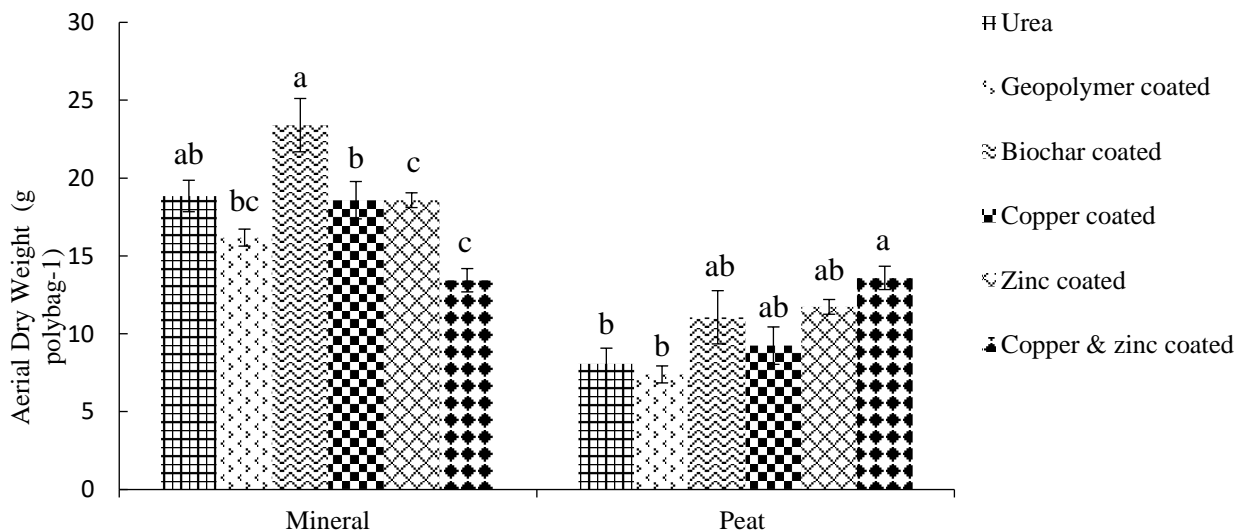 Aerial Dry Weight (g
polybag-1)
30
25
20
15
10
5
0
ab
bc
a
b
c
c
b
b
ab
ab
ab
a
Mineral
Peat
Urea
Geopolymer coated
Biochar coated
Copper coated
Zinc coated
Copper & zinc coated